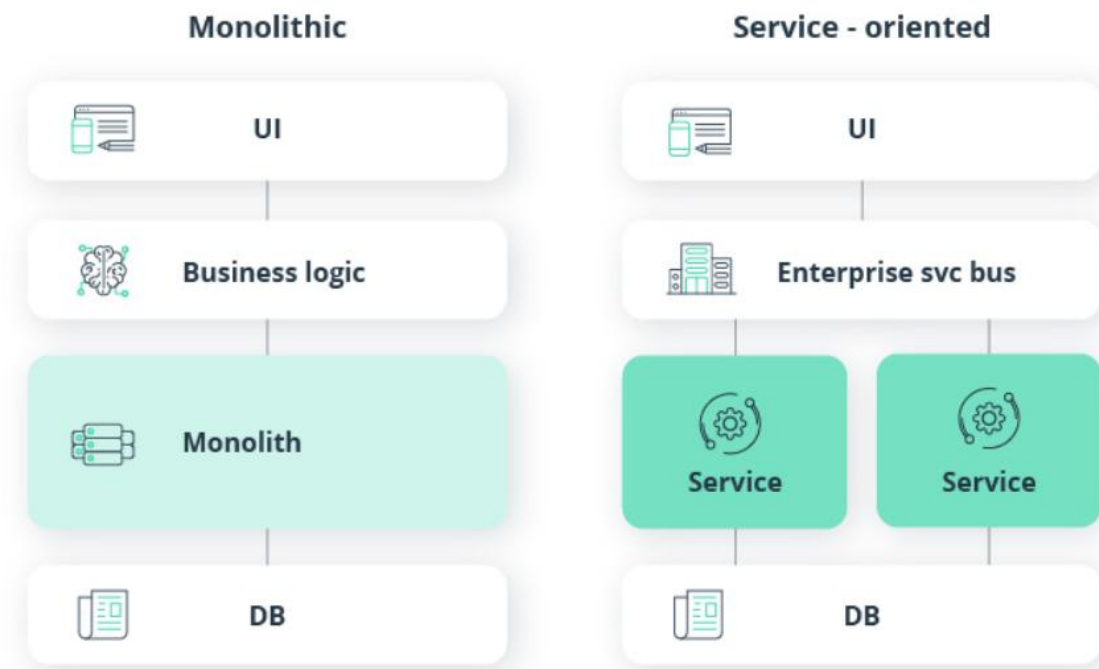 Monolithic
UI
Business logic
Monolith
DB
Service - oriented
UI
Enterprise svc bus
Service
Service
DB